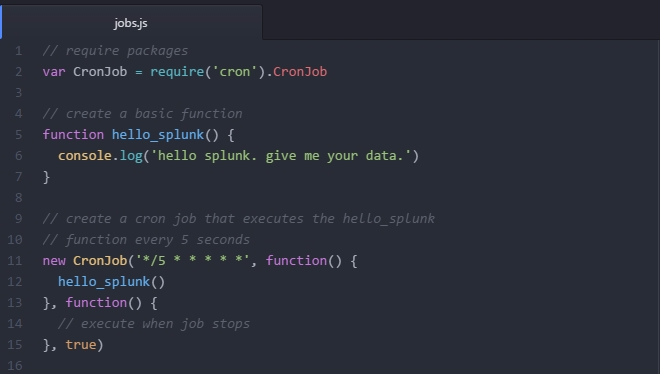 jobs.js
1 // require packages
2 var CronJob = require('cron').CronJob
3
4 // create a basic function
5 function hello_splunk() {
6   console.log('hello splunk. give me your data.')
7 }
8
9 // create a cron job that executes the hello_splunk
10 // function every 5 seconds
11 new CronJob('*/5 * * * * *', function() {
12   hello_splunk()
13 }, function() {
14   // execute when job stops
15 }, true)
16